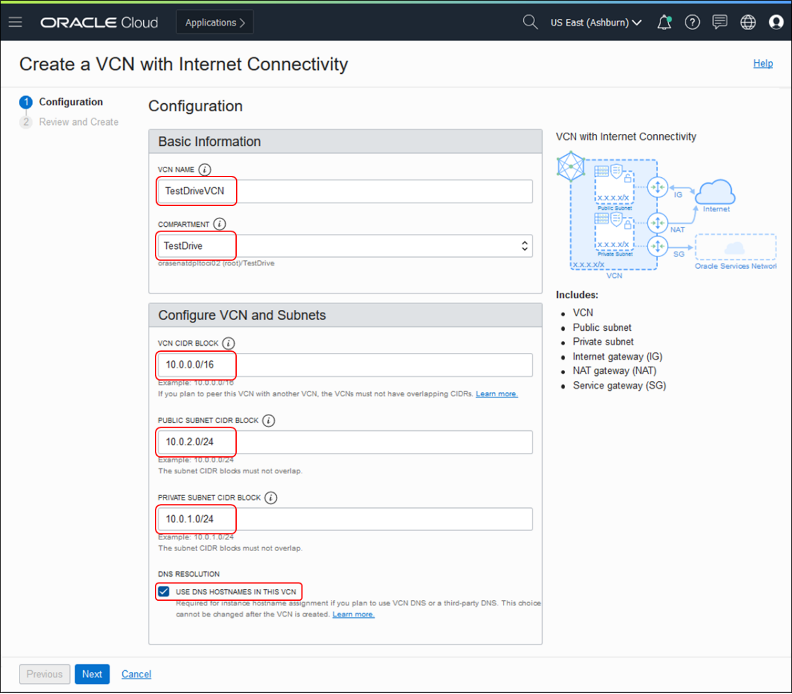 ORACLE Cloud
Applications >
US East (Ashburn)
Create a VCN with Internet Connectivity
Help
1 Configuration
2 Review and Create
Configuration
Basic Information
VCN NAME i
TestDriveVCN
COMPARTMENT i
TestDrive
orasenatdpltoci02 (root)/TestDrive
Configure VCN and Subnets
VCN CIDR BLOCK i
10.0.0.0/16
Example: 10.0.0.0/16
If you plan to peer this VCN with another VCN, the VCNs must not have overlapping CIDRs. Learn more.
PUBLIC SUBNET CIDR BLOCK i
10.0.2.0/24
Example: 10.0.0.0/24
The subnet CIDR blocks must not overlap.
PRIVATE SUBNET CIDR BLOCK i
10.0.1.0/24
Example: 10.0.1.0/24
The subnet CIDR blocks must not overlap.
DNS RESOLUTION
USE DNS HOSTNAMES IN THIS VCN
Required for instance hostname assignment if you plan to use VCN DNS or a third-party DNS. This choice
cannot be changed after the VCN is created. Learn more.
VCN with Internet Connectivity
X.X.X.X/X
Public Subnet
IG
Internet
NAT
X.X.X.X/X
Private Subnet
SG
X.X.X.X/X
Oracle Services Network
VCN
Includes:
• VCN
• Public subnet
• Private subnet
• Internet gateway (IG)
• NAT gateway (NAT)
• Service gateway (SG)
Previous
Next
Cancel